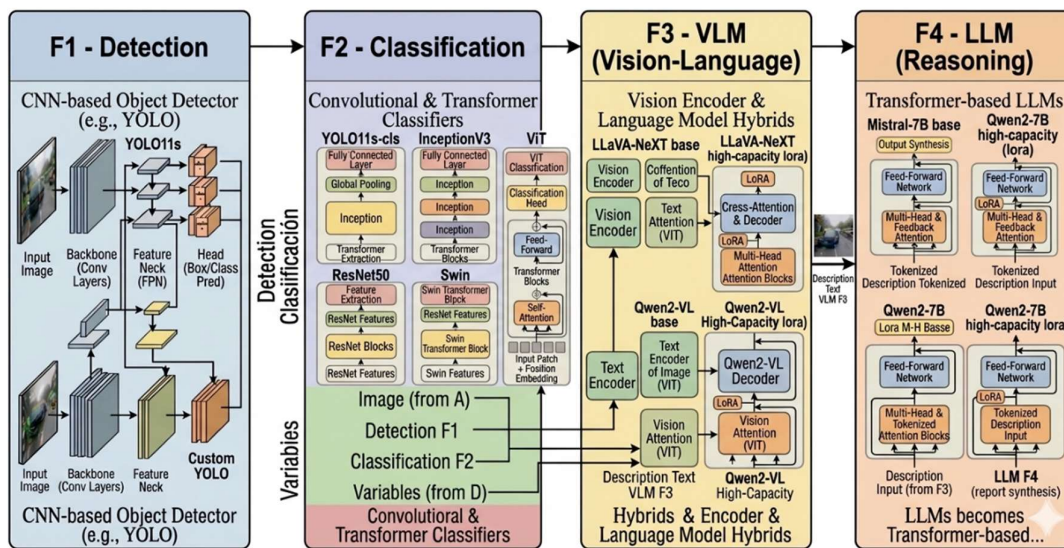 F1 - Detection
CNN-based Object Detector
(e.g., YOLO)
YOLO11s
Input
Image
Backbone
(Conv
Layers)
Feature
Neck
(FPN)
Head
(Box/Class
Pred)
Input
Image
Backbone
(Conv Layers)
Feature
Neck
Custom
YOLO
CNN-based Object Detector
(e.g., YOLO)
Detection
Clasificación
Variables
F2 - Classification
Convolutional & Transformer
Classifiers
YOLO11s-cls
Fully Connected
Layer
Global Pooling
Inception
Transformer
Extraction
InceptionV3
Fully Connected
Layer
Inception
Inception
Inception
Transformer
Blocks
ViT
ViT
Classification
Classification
Heed
Feed-
Forward
Transformer
Blocks
Self-
Attention
Input Patch
+ Position
Embedding
ResNet50
Feature
Extraction
ResNet Features
ResNet Blocks
ResNet Features
Swin
Swin Transformer
Blpck
ResNet Features
Swin
Transformer Block
Swin Features
Image (from A)
Detection F1
Classification F2
Variables (from D)
Convolutioral &
Transformer Classifiers
F3 - VLM
(Vision-Language)
Vision Encoder &
Language Model Hybrids
LLaVA-NeXT base
Vision
Encoder
Coffention
of Teco
Vision
Encoder
Text
Attention
(VIT)
LLaVA-NeXT
high-capacity lora)
LoRA
Cress-Attention
& Decoder
LoRA
Multi-Head
Attention
Attention Blocks
Qwen2-VL
base
Text
Encoder
Text
Encoder
of Image
(VIT)
Vision
Attention
(VIT)
Qwen2-VL
High-Capacity lora)
Qwen2-VL
Decoder
LoRA
Vision
Attention
(VIT)
Description Text
VLM F3
Qwen2-VL
High-Capacity
Hybrids & Encoder &
Language Model Hybrids
Description
Text
VLM F3
F4 - LLM
(Reasoning)
Transformer-based LLMs
Mistral-7B base
Output Synthesis
Feed-Forward
Network
Multi-Head &
Feedback
Attention
Tokenized
Description Tokenized
Qwen2-7B
high-capacity
(lora)
Feed-Forward
Network
LoRA
Multi-Head &
Feedback
Attention
Tokenized
Description Input
Qwen2-7B
Lora M-H Basse
Feed-Forward
Network
Multi-Head &
Tokenized
Attention Blocks
Description
Input (from F3)
Qwen2-7B
high-capacity lora)
Feed-Forward
Network
LoRA
Tokenized
Description
Input
LLM F4
(report synthesis)
LLMs becomes
Transformer-based...